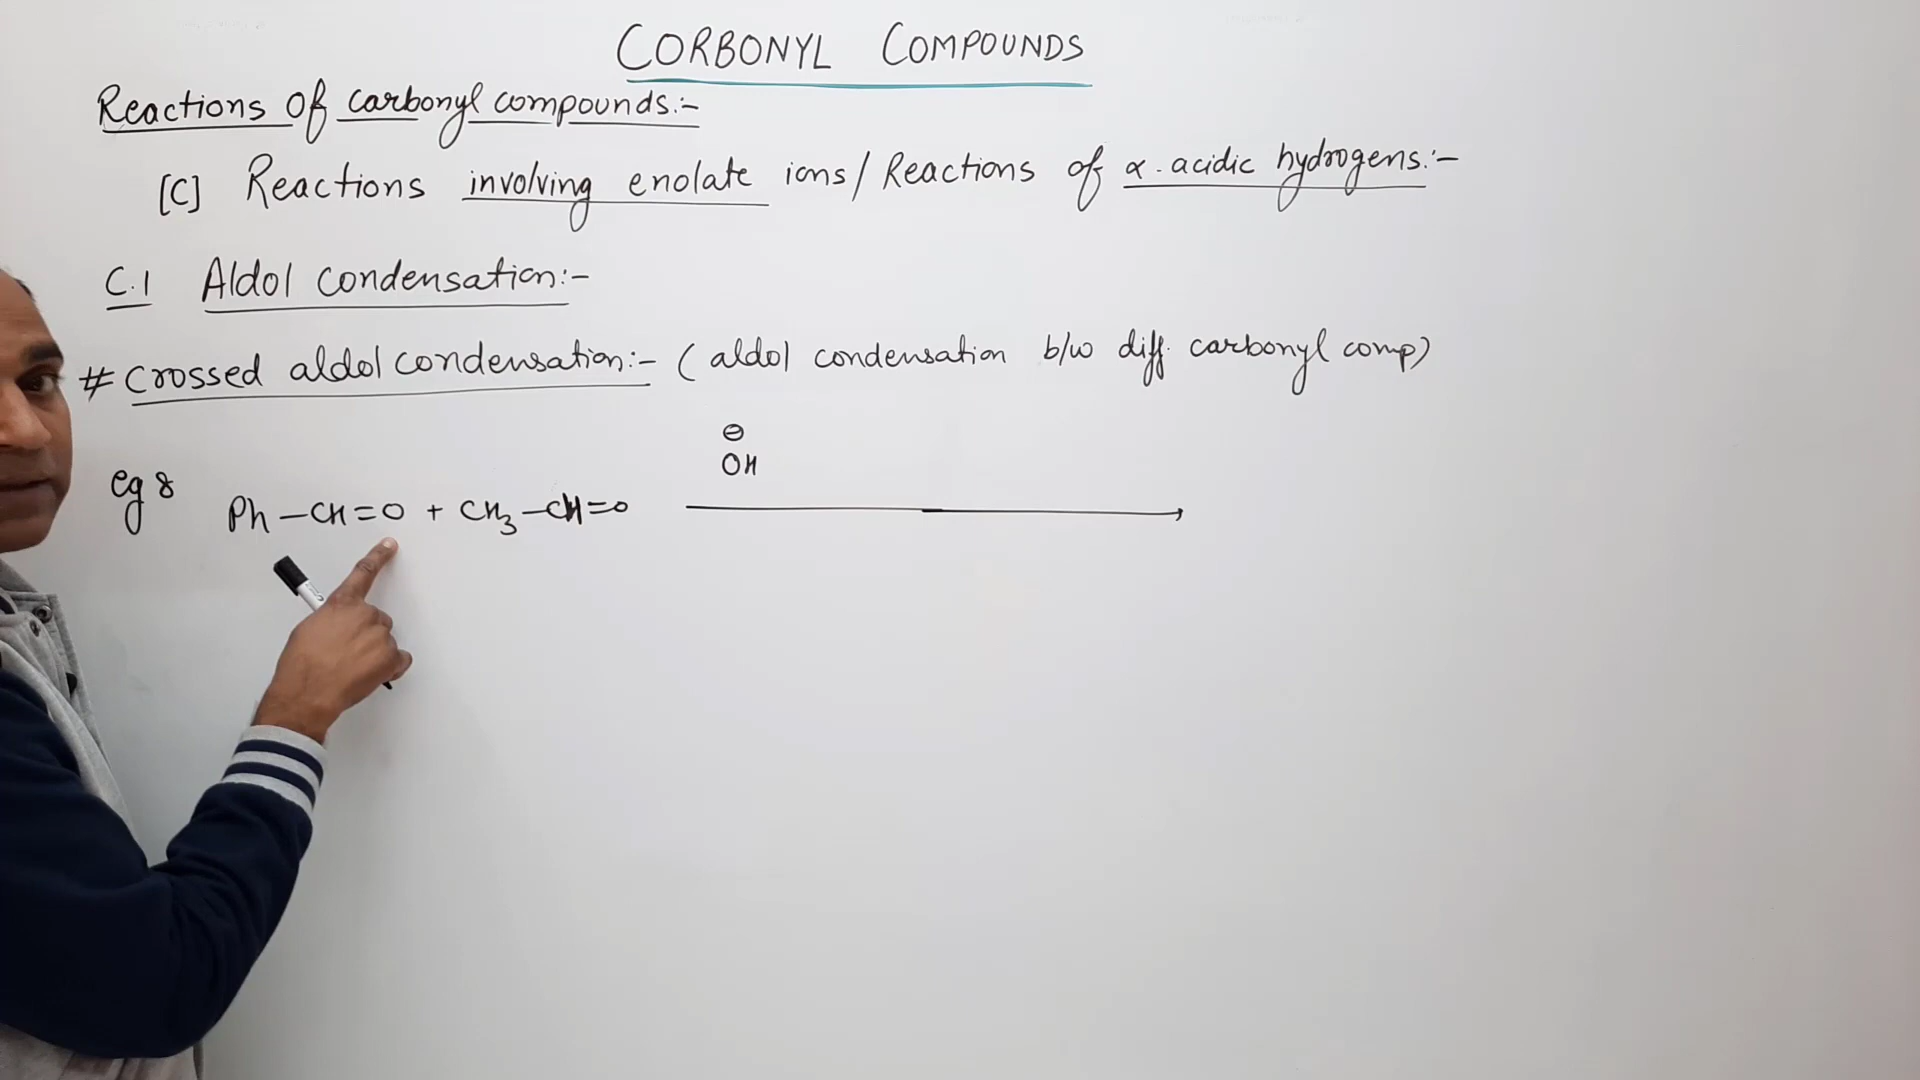 CORBONYL COMPOUNDS
Reactions Of carbonyl compounds:-
[C] Reactions involving enolate ions/Reactions of α-acidic hydrogens:-
C.1 Aldol condensation:-
# Crossed aldol condensation:- (aldol condensation b/w diff. carbonyl comp)
⊖
OH
eg 8 Ph-CH=O + CH₃-CH=O →